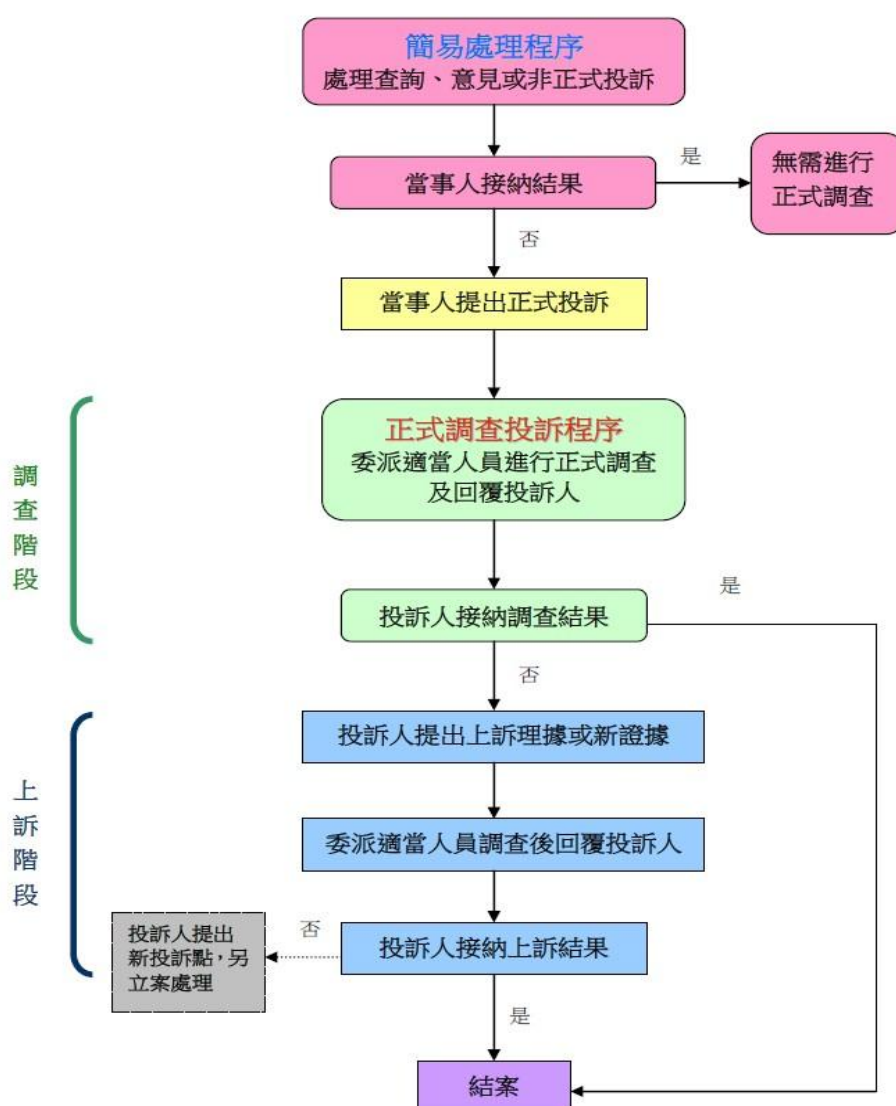 簡易處理程序
處理查詢、意見或非正式投訴
當事人接納結果
是
無需進行
正式調查
否
當事人提出正式投訴
調查階段
正式調查投訴程序
委派適當人員進行正式調查
及回覆投訴人
投訴人接納調查結果
是
否
上訴階段
投訴人提出上訴理據或新證據
委派適當人員調查後回覆投訴人
投訴人接納上訴結果
否
投訴人提出
新投訴點，另
立案處理
是
結案